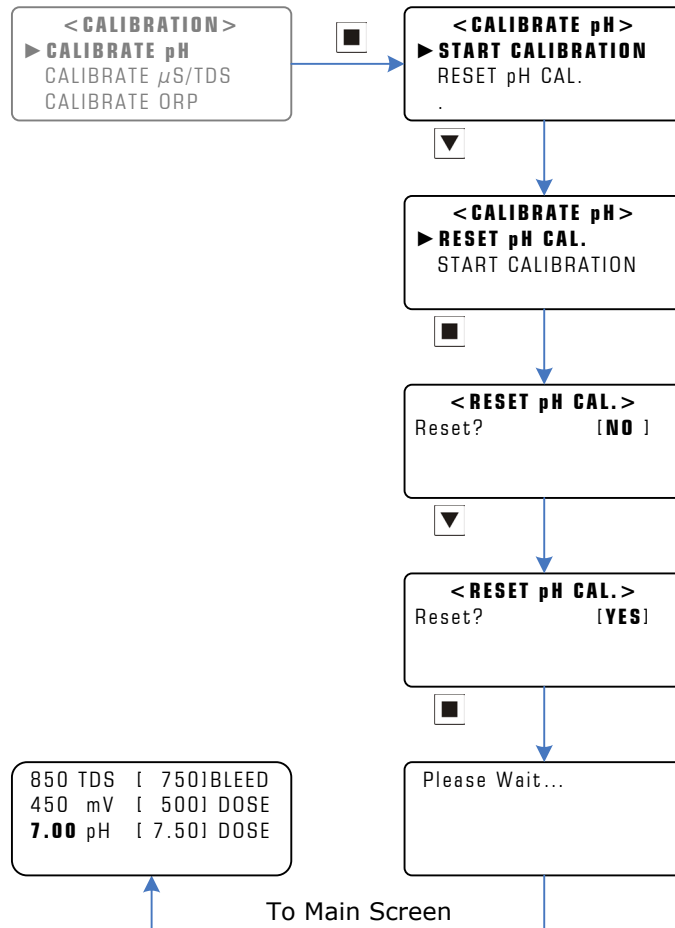 <CALIBRATION>
►CALIBRATE pH
CALIBRATE µS/TDS
CALIBRATE ORP
<CALIBRATE pH>
►START CALIBRATION
RESET pH CAL.
.
<CALIBRATE pH>
►RESET pH CAL.
START CALIBRATION
<RESET pH CAL.>
Reset? [NO ]
<RESET pH CAL.>
Reset? [YES]
Please Wait...
850 TDS [ 750]BLEED
450 mV [ 500] DOSE
7.00 pH [ 7.50] DOSE
To Main Screen